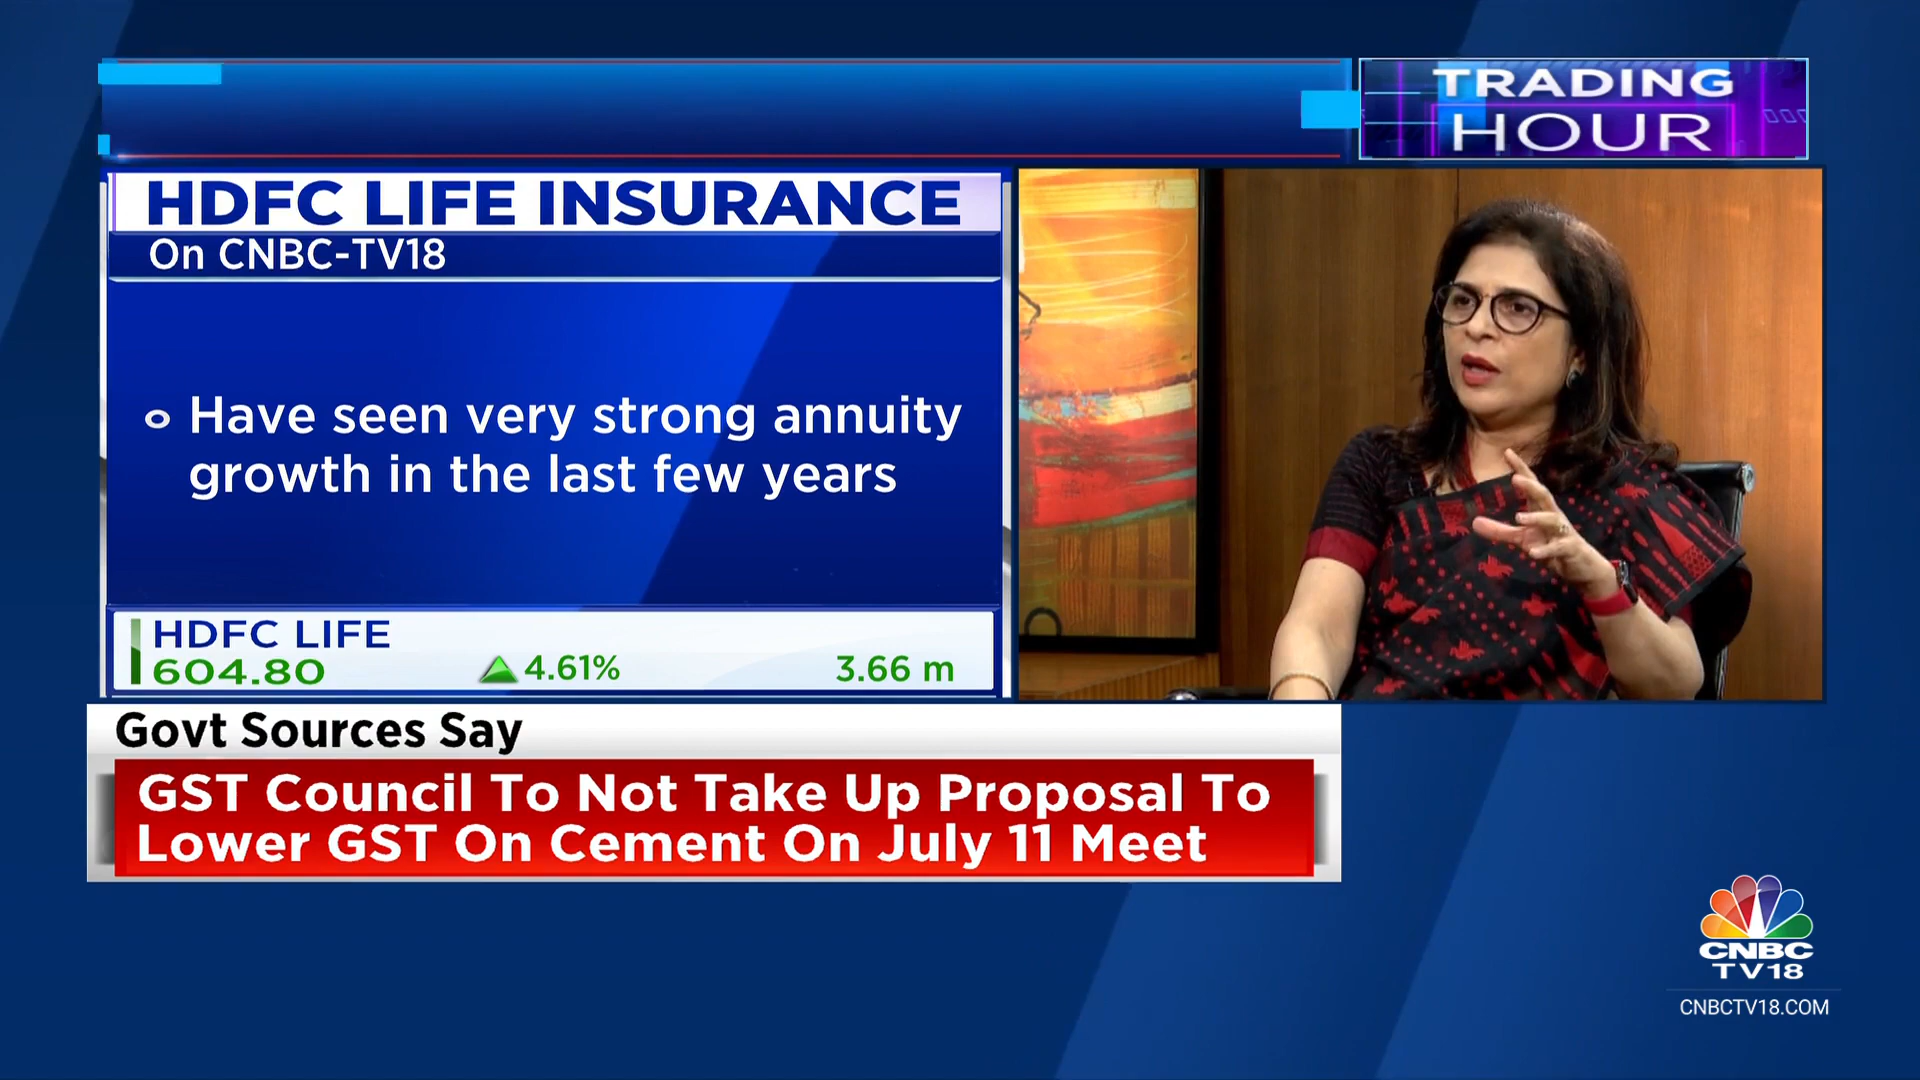 TRADING
HOUR
HDFC LIFE INSURANCE
On CNBC-TV18
Have seen very strong annuity
growth in the last few years
HDFC LIFE
604.80 4.61% 3.66 m
Govt Sources Say
GST Council To Not Take Up Proposal To
Lower GST On Cement On July 11 Meet
CNBC
TV18
CNBCTV18.COM